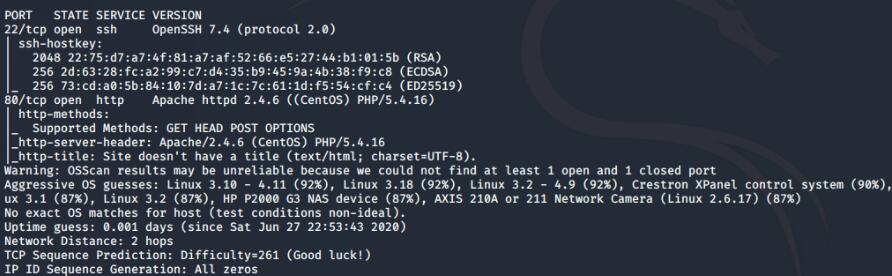 PORT   STATE SERVICE VERSION
22/tcp open  ssh     OpenSSH 7.4 (protocol 2.0)
| ssh-hostkey:
|   2048 22:75:d7:a7:4f:81:a7:af:52:66:e5:27:44:b1:01:5b (RSA)
|   256 2d:63:28:fc:a2:99:c7:d4:35:b9:45:9a:4b:38:f9:c8 (ECDSA)
|_  256 73:cd:a0:5b:84:10:7d:a7:1c:7c:61:1d:f5:54:cf:c4 (ED25519)
80/tcp open  http    Apache httpd 2.4.6 ((CentOS) PHP/5.4.16)
| http-methods:
|_  Supported Methods: GET HEAD POST OPTIONS
|_http-server-header: Apache/2.4.6 (CentOS) PHP/5.4.16
|_http-title: Site doesn't have a title (text/html; charset=UTF-8).
Warning: OSScan results may be unreliable because we could not find at least 1 open and 1 closed port
Aggressive OS guesses: Linux 3.10 - 4.11 (92%), Linux 3.18 (92%), Linux 3.2 - 4.9 (92%), Crestron XPanel control system (90%),
ux 3.1 (87%), Linux 3.2 (87%), HP P2000 G3 NAS device (87%), AXIS 210A or 211 Network Camera (Linux 2.6.17) (87%)
No exact OS matches for host (test conditions non-ideal).
Uptime guess: 0.001 days (since Sat Jun 27 22:53:43 2020)
Network Distance: 2 hops
TCP Sequence Prediction: Difficulty=261 (Good luck!)
IP ID Sequence Generation: All zeros